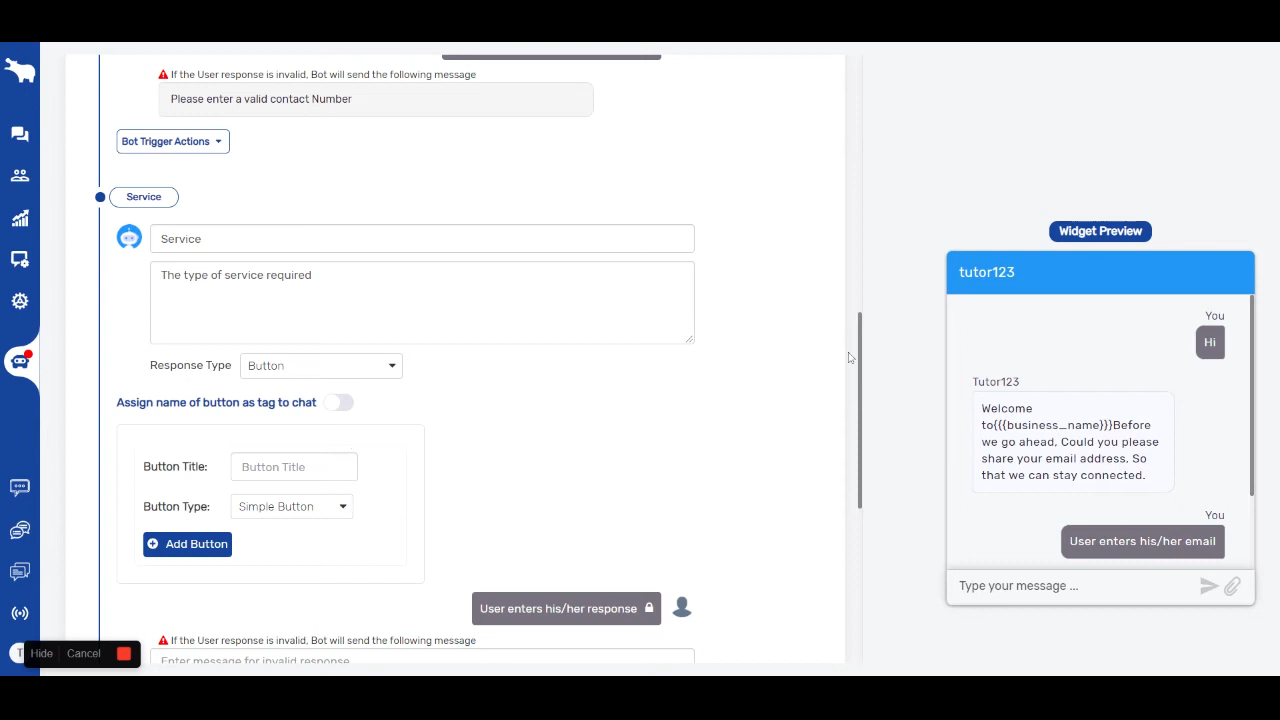 If the User response is invalid, Bot will send the following message
Please enter a valid contact Number
Bot Trigger Actions
Service
Service
The type of service required
Response Type
Button
Assign name of button as tag to chat
Button Title:
Button Title
Button Type:
Simple Button
Add Button
User enters his/her response
If the User response is invalid, Bot will send the following message
Enter message for invalid response
Widget Preview
tutor123
You
Hi
Tutor123
Welcome
to{{{business_name}}}Before
we go ahead, Could you please
share your email address. So
that we can stay connected.
You
User enters his/her email
Type your message ...
T
Hide
Cancel